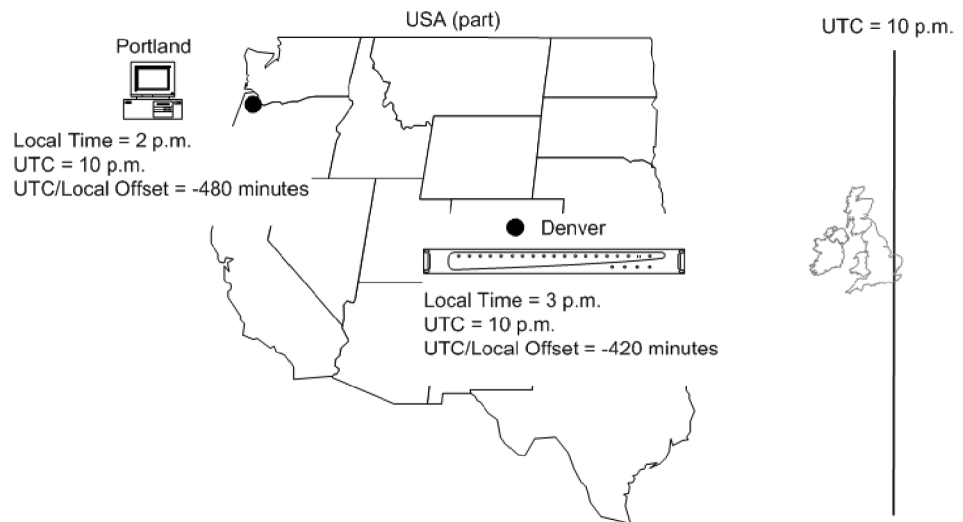 USA (part)
UTC = 10 p.m.
Portland
Local Time = 2 p.m.
UTC = 10 p.m.
UTC/Local Offset = -480 minutes
Denver
Local Time = 3 p.m.
UTC = 10 p.m.
UTC/Local Offset = -420 minutes